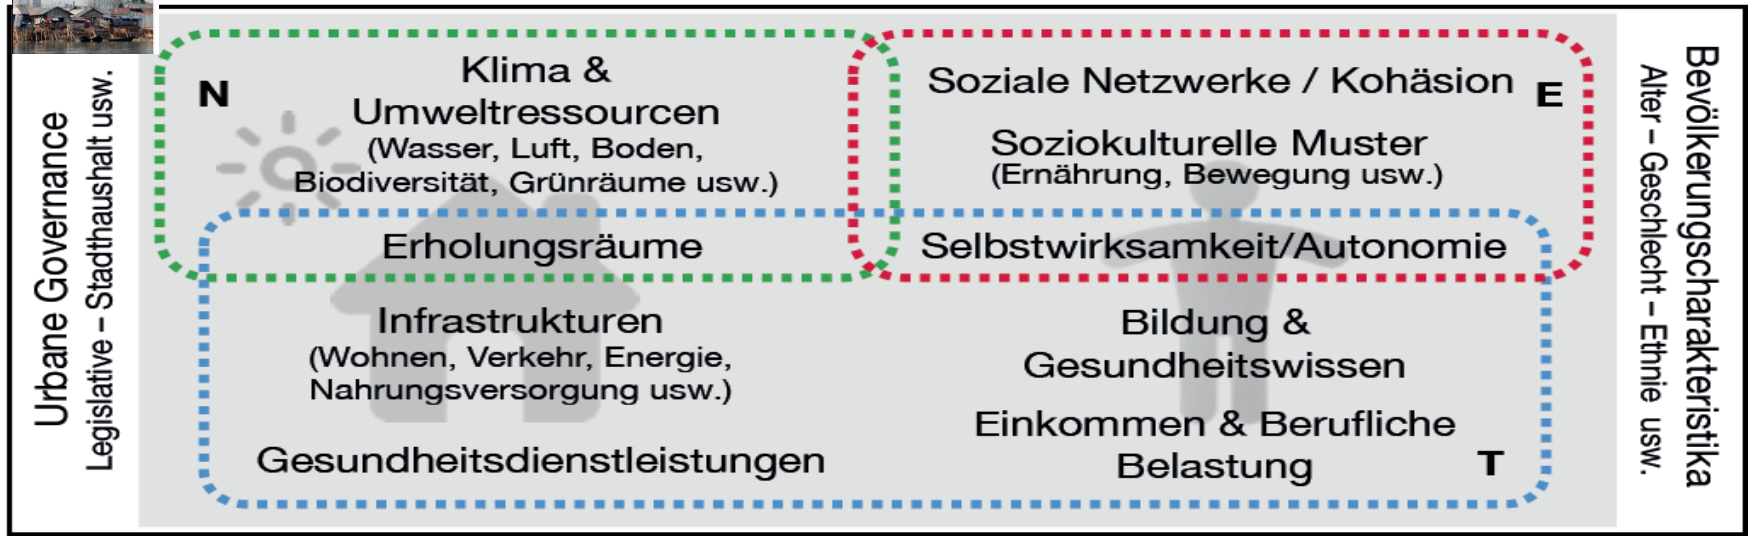 Urbane Governance
Legislative – Stadthaushalt usw.
N
Klima &
Umweltressourcen
(Wasser, Luft, Boden,
Biodiversität, Grünräume usw.)
Erholungsräume
Infrastrukturen
(Wohnen, Verkehr, Energie,
Nahrungsversorgung usw.)
Gesundheitsdienstleistungen
Soziale Netzwerke / Kohäsion
E
Soziokulturelle Muster
(Ernährung, Bewegung usw.)
Selbstwirksamkeit/Autonomie
Bildung &
Gesundheitswissen
Einkommen & Berufliche
Belastung
T
Bevölkerungscharakteristika
Alter – Geschlecht – Ethnie usw.